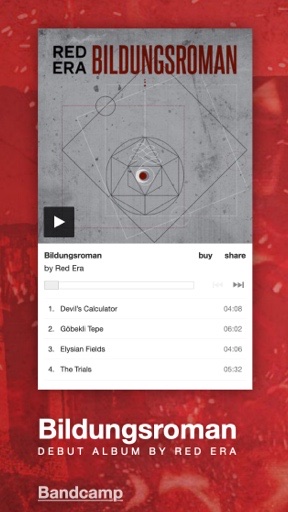 RED ERA BILDUNGSROMAN
Bildungsroman buy share
by Red Era
1. Devil's Calculator 04:08
2. Göbekli Tepe 06:02
3. Elysian Fields 04:06
4. The Trials 05:32
Bildungsroman
DEBUT ALBUM BY RED ERA
Bandcamp